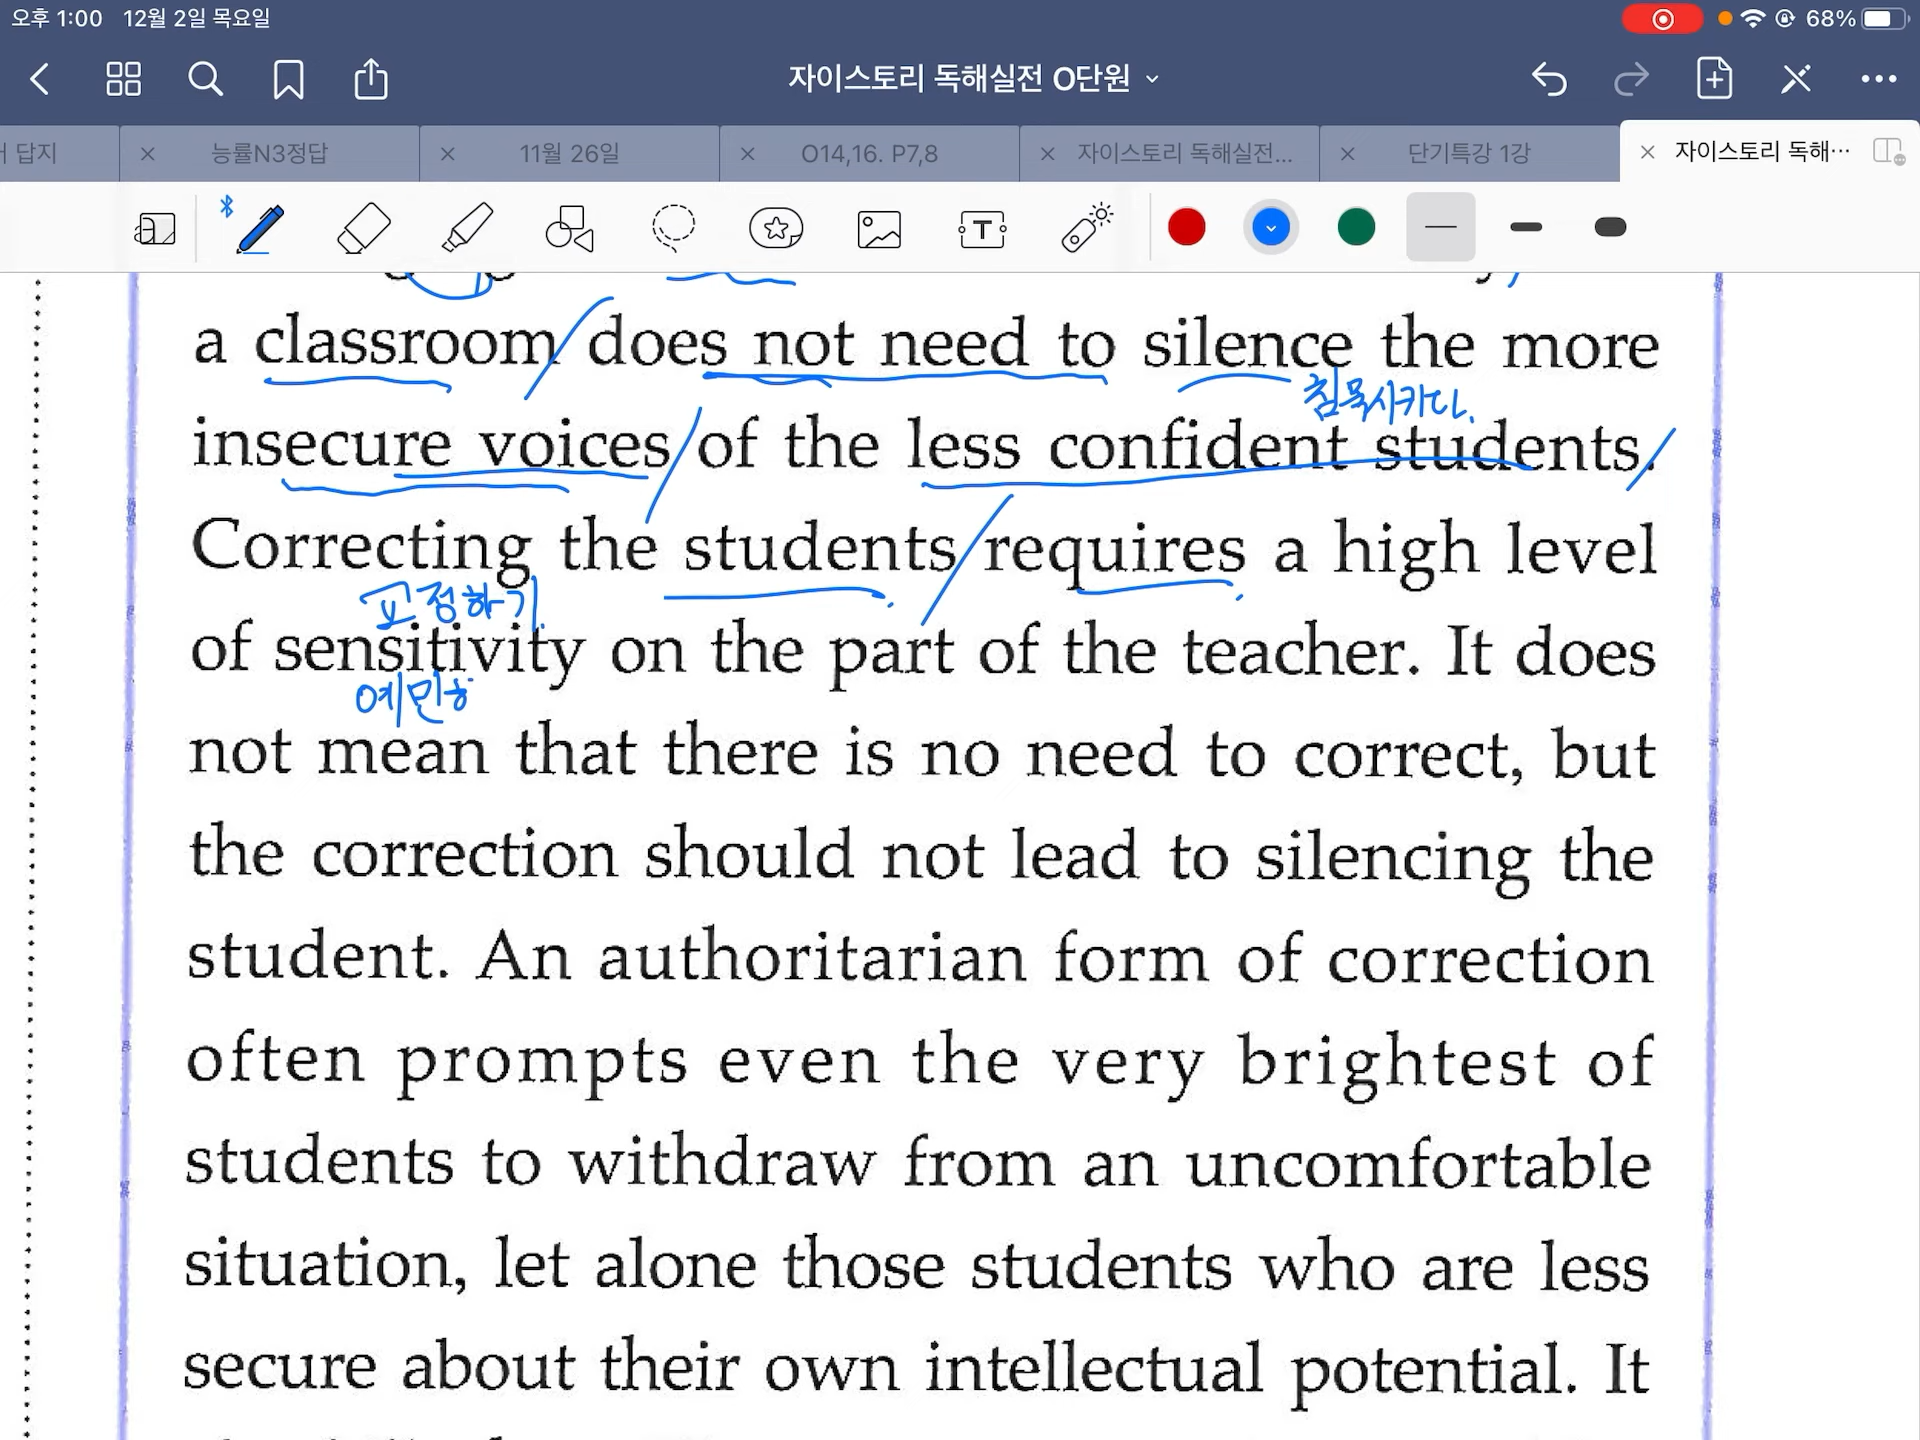 오후 1:00 12월 2일 목요일
68%
자이스토리 독해실전 O단원
답지
능률N3정답
11월 26일
O14,16. P7,8
자이스토리 독해실전...
단기특강 1강
자이스토리 독해...
a classroom does not need to silence the more
침묵시키다.
insecure voices of the less confident students.
Correcting the students requires a high level
교정하기.
of sensitivity on the part of the teacher. It does
예민하
not mean that there is no need to correct, but
the correction should not lead to silencing the
student. An authoritarian form of correction
often prompts even the very brightest of
students to withdraw from an uncomfortable
situation, let alone those students who are less
secure about their own intellectual potential. It